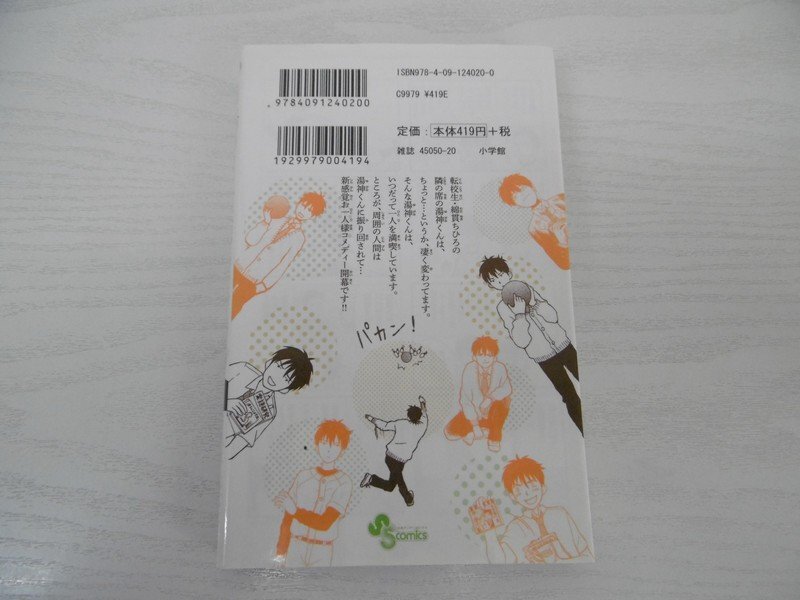 ISBN978-4-09-124020-0
C9979 ¥419E
9784091240200
定価：本体419円＋税
雑誌 45050-20 小学館
1929979004194
転校生・綿貫ちひろの
隣の席の湯神くんは、
ちょっと…というか、凄く変わってます。
そんな湯神くんは、
いつだって一人を満喫しています。
ところが、周囲の人間は
湯神くんに振り回されて…
新感覚お一人様コメディー開幕です!!
パカン!
comics